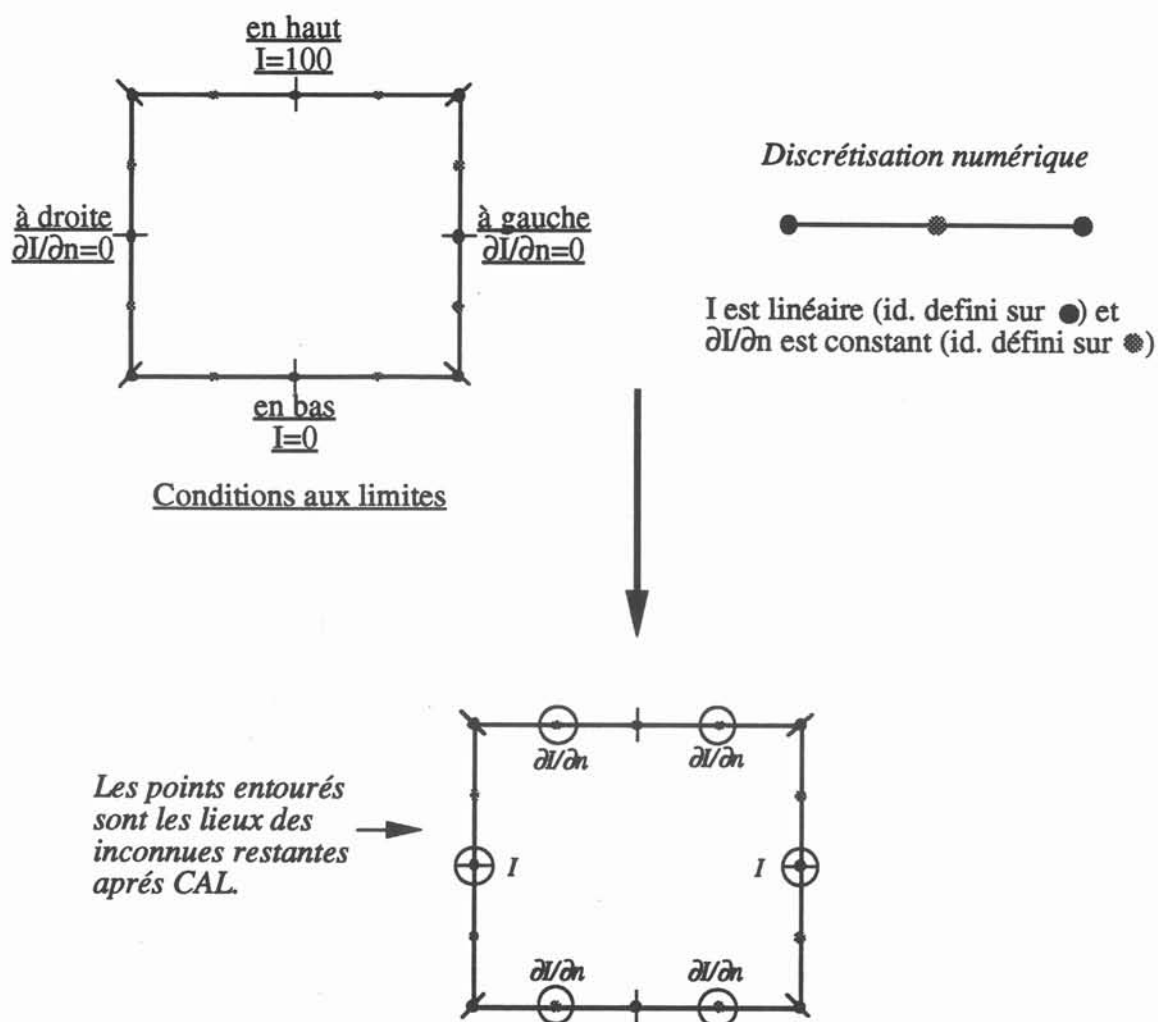 en haut
I=100
à droite
∂I/∂n=0
à gauche
∂I/∂n=0
en bas
I=0
Conditions aux limites
Discrétisation numérique
I est linéaire (id. defini sur ●) et
∂I/∂n est constant (id. défini sur ●)
∂I/∂n
∂I/∂n
Les points entourés
sont les lieux des
inconnues restantes
aprés CAL.
I
I
∂I/∂n
∂I/∂n